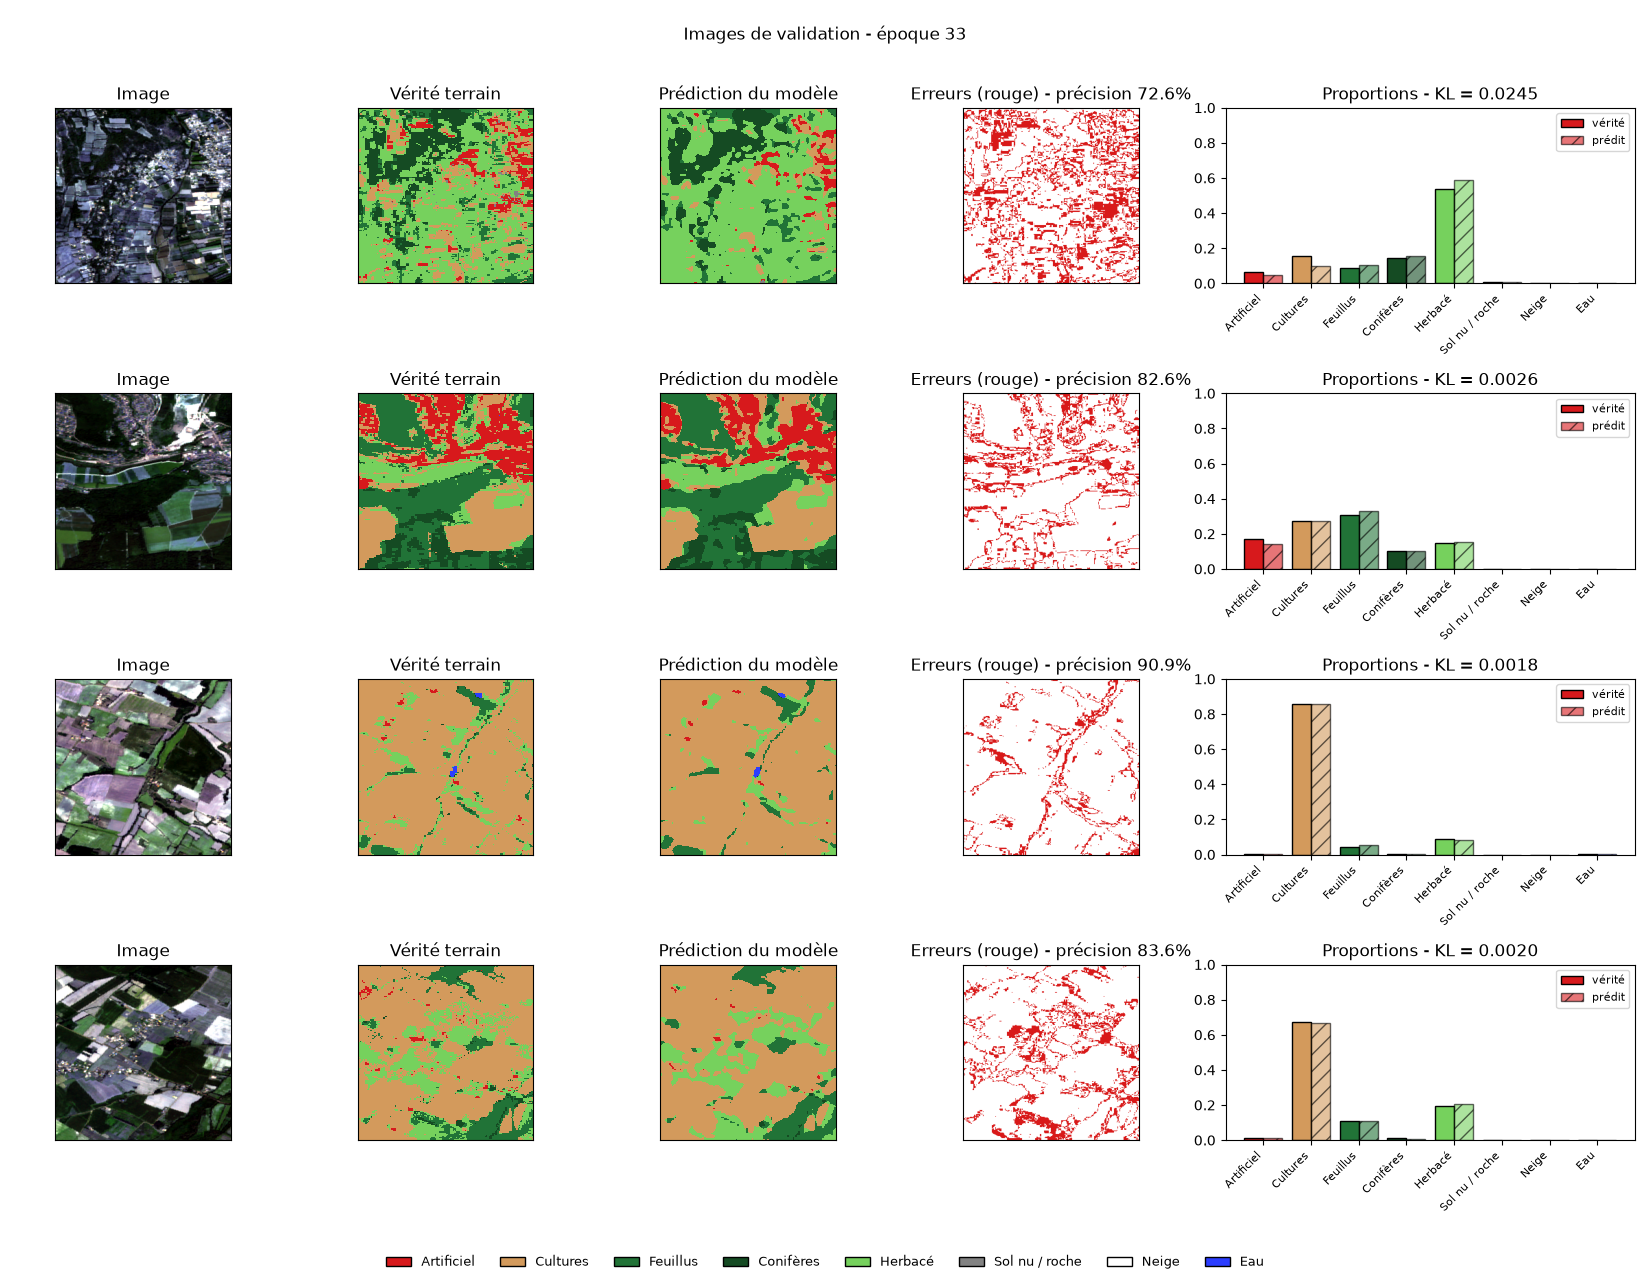 Images de validation - époque 33
Image
Vérité terrain
Prédiction du modèle
Erreurs (rouge) - précision 72.6%
Proportions - KL = 0.0245
1.0
0.8
0.6
0.4
0.2
0.0
vérité
prédit
Artificiel
Cultures
Feuillus
Conifères
Herbacé
Sol nu / roche
Neige
Eau
Image
Vérité terrain
Prédiction du modèle
Erreurs (rouge) - précision 82.6%
Proportions - KL = 0.0026
1.0
0.8
0.6
0.4
0.2
0.0
vérité
prédit
Artificiel
Cultures
Feuillus
Conifères
Herbacé
Sol nu / roche
Neige
Eau
Image
Vérité terrain
Prédiction du modèle
Erreurs (rouge) - précision 90.9%
Proportions - KL = 0.0018
1.0
0.8
0.6
0.4
0.2
0.0
vérité
prédit
Artificiel
Cultures
Feuillus
Conifères
Herbacé
Sol nu / roche
Neige
Eau
Image
Vérité terrain
Prédiction du modèle
Erreurs (rouge) - précision 83.6%
Proportions - KL = 0.0020
1.0
0.8
0.6
0.4
0.2
0.0
vérité
prédit
Artificiel
Cultures
Feuillus
Conifères
Herbacé
Sol nu / roche
Neige
Eau
Artificiel Cultures Feuillus Conifères Herbacé Sol nu / roche Neige Eau